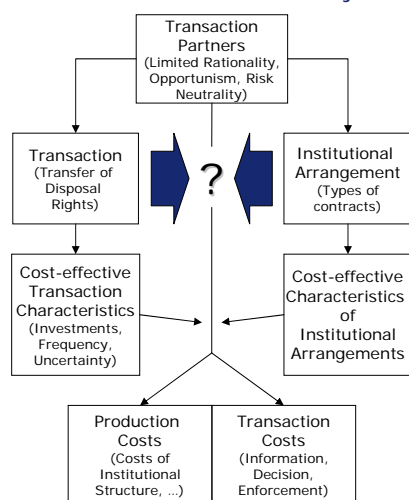 Transaction
Partners
(Limited Rationality,
Opportunism, Risk
Neutrality)
Transaction
(Transfer of
Disposal
Rights)
?
Institutional
Arrangement
(Types of
contracts)
Cost-effective
Transaction
Characteristics
(Investments,
Frequency,
Uncertainty)
Cost-effective
Characteristics
of
Institutional
Arrangements
Production
Costs
(Costs of
Institutional
Structure, ...)
Transaction
Costs
(Information,
Decision,
Enforcement)